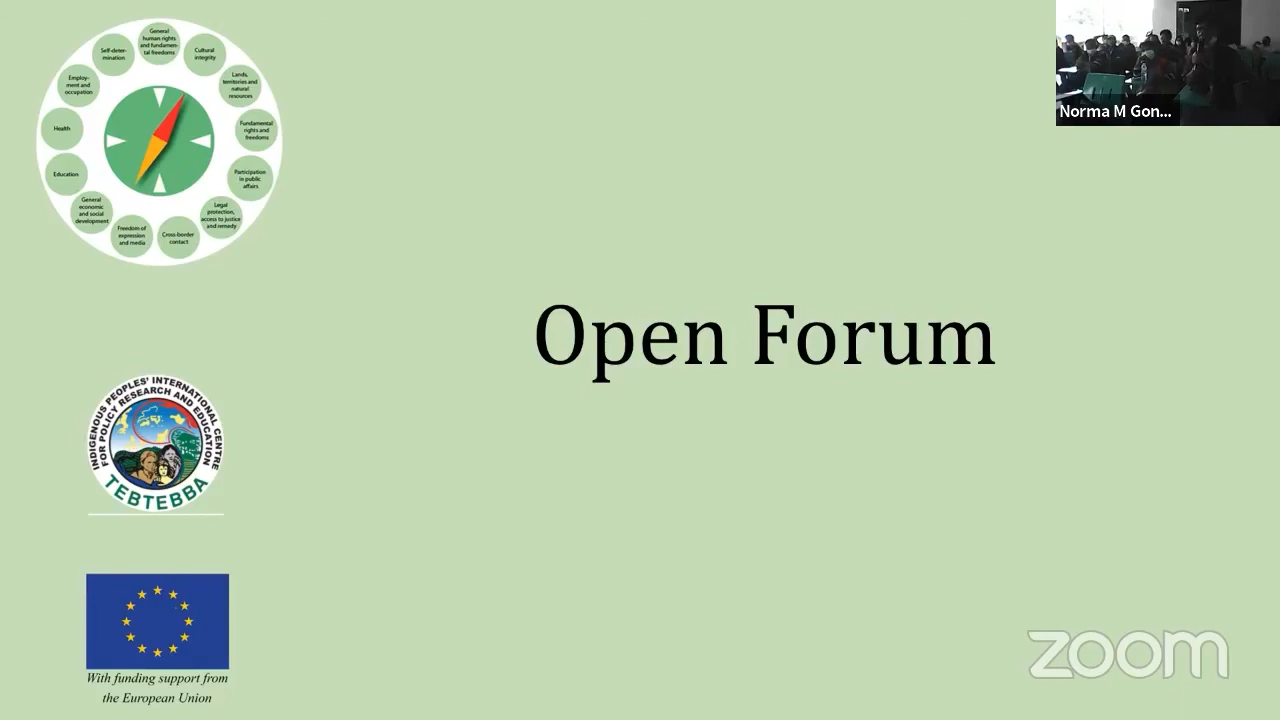 General
human rights
and fundamen-
tal freedoms
Cultural
integrity
Lands,
territories and
natural
resources
Fundamental
rights and
freedoms
Participation
in public
affairs
Legal
protection,
access to justice
and remedy
Cross-border
contact
Freedom of
expression
and media
General
economic
and social
development
Education
Health
Employ-
ment and
occupation
Self-deter-
mination
Norma M Gon...
Open Forum
INDIGENOUS PEOPLES' INTERNATIONAL CENTRE
FOR POLICY RESEARCH AND EDUCATION
TEBTEBBA
With funding support from
the European Union
zoom